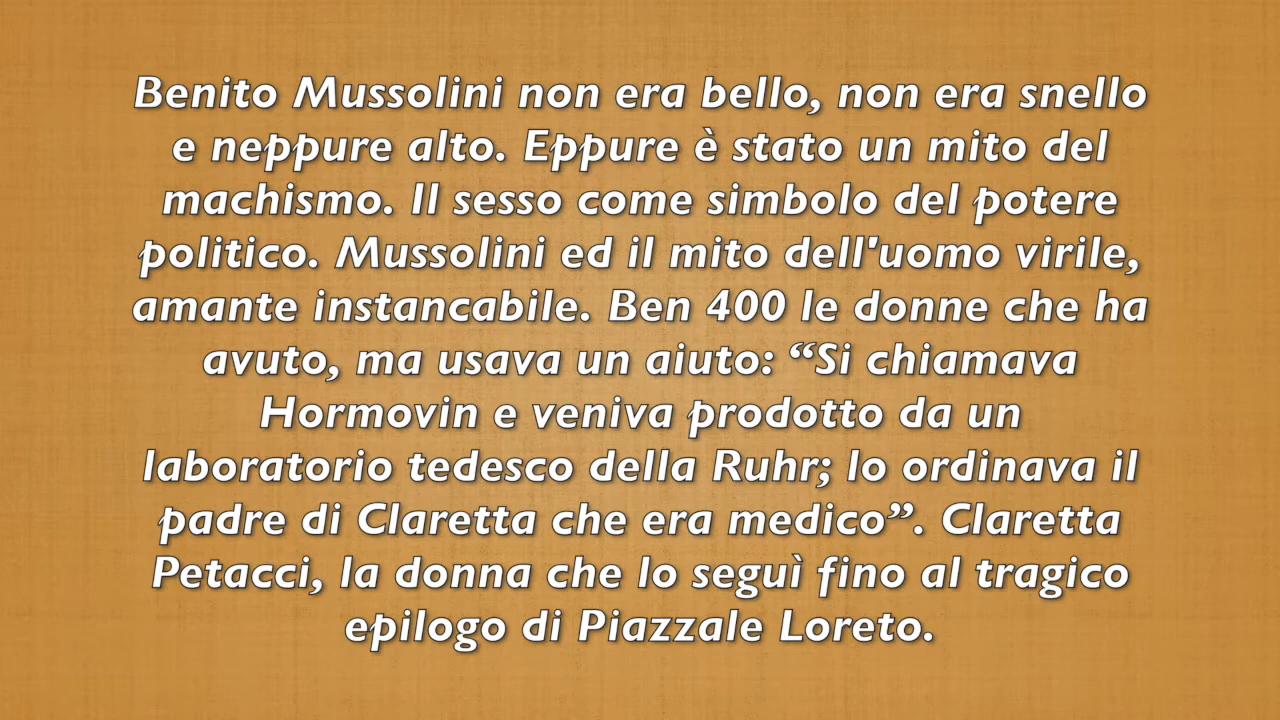 Benito Mussolini non era bello, non era snello
e neppure alto. Eppure è stato un mito del
machismo. Il sesso come simbolo del potere
politico. Mussolini ed il mito dell'uomo virile,
amante instancabile. Ben 400 le donne che ha
avuto, ma usava un aiuto: “Si chiamava
Hormovin e veniva prodotto da un
laboratorio tedesco della Ruhr; lo ordinava il
padre di Claretta che era medico”. Claretta
Petacci, la donna che lo seguì fino al tragico
epilogo di Piazzale Loreto.